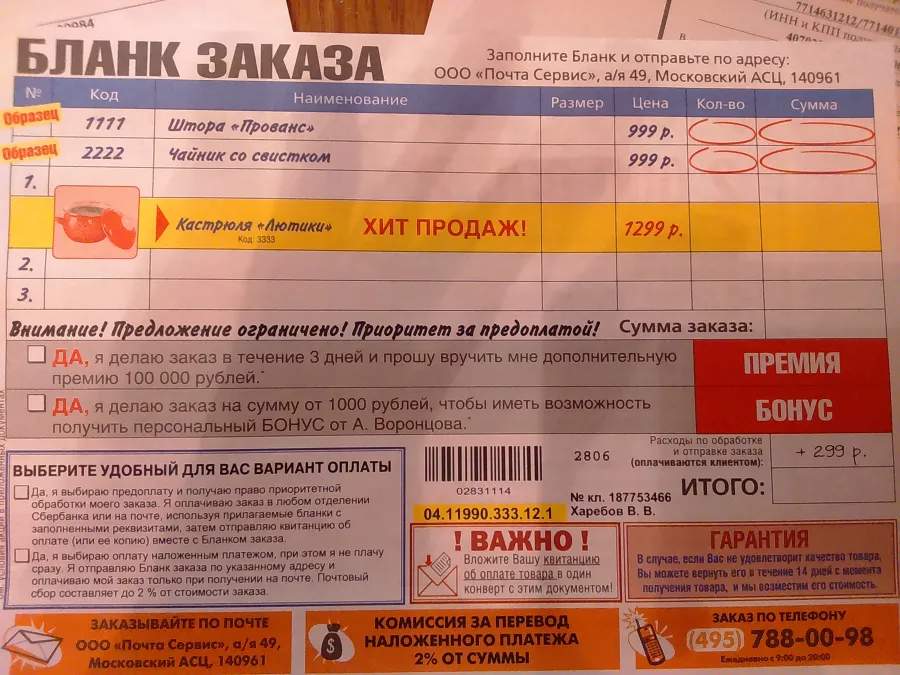 7714631212/77140
(ИНН и КПП полу
БЛАНК ЗАКАЗА
Заполните Бланк и отправьте по адресу:
ООО «Почта Сервис», а/я 49, Московский АСЦ, 140961
№ Код Наименование Размер Цена Кол-во Сумма
Образец 1111 Штора «Прованс» 999 р.
Образец 2222 Чайник со свистком 999 р.
1.
Кастрюля «Лютики» ХИТ ПРОДАЖ! 1299 р.
Код: 3333
2.
3.
Внимание! Предложение ограничено! Приоритет за предоплатой! Сумма заказа:
ДА, я делаю заказ в течение 3 дней и прошу вручить мне дополнительную
премию 100 000 рублей.*
ПРЕМИЯ
ДА, я делаю заказ на сумму от 1000 рублей, чтобы иметь возможность
получить персональный БОНУС от А. Воронцова.*
БОНУС
ВЫБЕРИТЕ УДОБНЫЙ ДЛЯ ВАС ВАРИАНТ ОПЛАТЫ
Да, я выбираю предоплату и получаю право приоритетной
обработки моего заказа. Я оплачиваю заказ в любом отделении
Сбербанка или на почте, используя прилагаемые бланки с
заполненными реквизитами, затем отправляю квитанцию об
оплате (или ее копию) вместе с Бланком заказа.
Да, я выбираю оплату наложенным платежом, при этом я не плачу
сразу. Я отправляю Бланк заказа по указанному адресу и
оплачиваю мой заказ только при получении на почте. Почтовый
сбор составляет до 2 % от стоимости заказа.
02831114
04.11990.333.12.1
2806
Расходы по обработке
и отправке заказа
(оплачиваются клиентом):
+ 299 р.
№ кл. 187753466
Харебов В. В.
ИТОГО:
! ВАЖНО !
Вложите Вашу квитанцию
об оплате товара в один
конверт с этим документом!
ГАРАНТИЯ
В случае, если Вас не удовлетворит качество товара,
Вы можете вернуть его в течение 14 дней с момента
получения товара, и мы возместим его стоимость.
ЗАКАЗЫВАЙТЕ ПО ПОЧТЕ
ООО «Почта Сервис», а/я 49,
Московский АСЦ, 140961
$
КОМИССИЯ ЗА ПЕРЕВОД
НАЛОЖЕННОГО ПЛАТЕЖА
2% ОТ СУММЫ
ЗАКАЗ ПО ТЕЛЕФОНУ
(495) 788-00-98
Ежедневно с 9:00 до 20:00